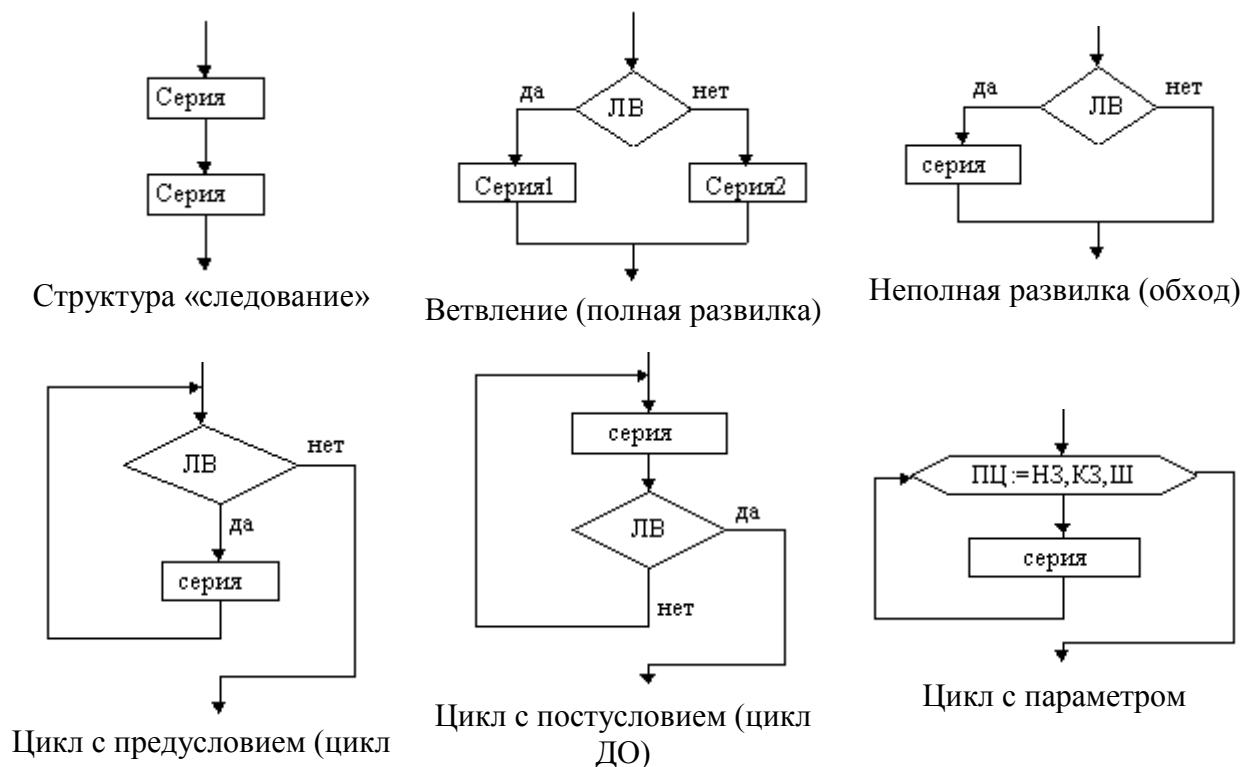 Серия
Серия
Структура «следование»
да
ЛВ
нет
Серия1
Серия2
Ветвление (полная развилка)
да
ЛВ
нет
серия
Неполная развилка (обход)
ЛВ
нет
да
серия
Цикл с предусловием (цикл
серия
ЛВ
да
нет
Цикл с постусловием (цикл
ДО)
ПЦ:=НЗ,КЗ,Ш
серия
Цикл с параметром